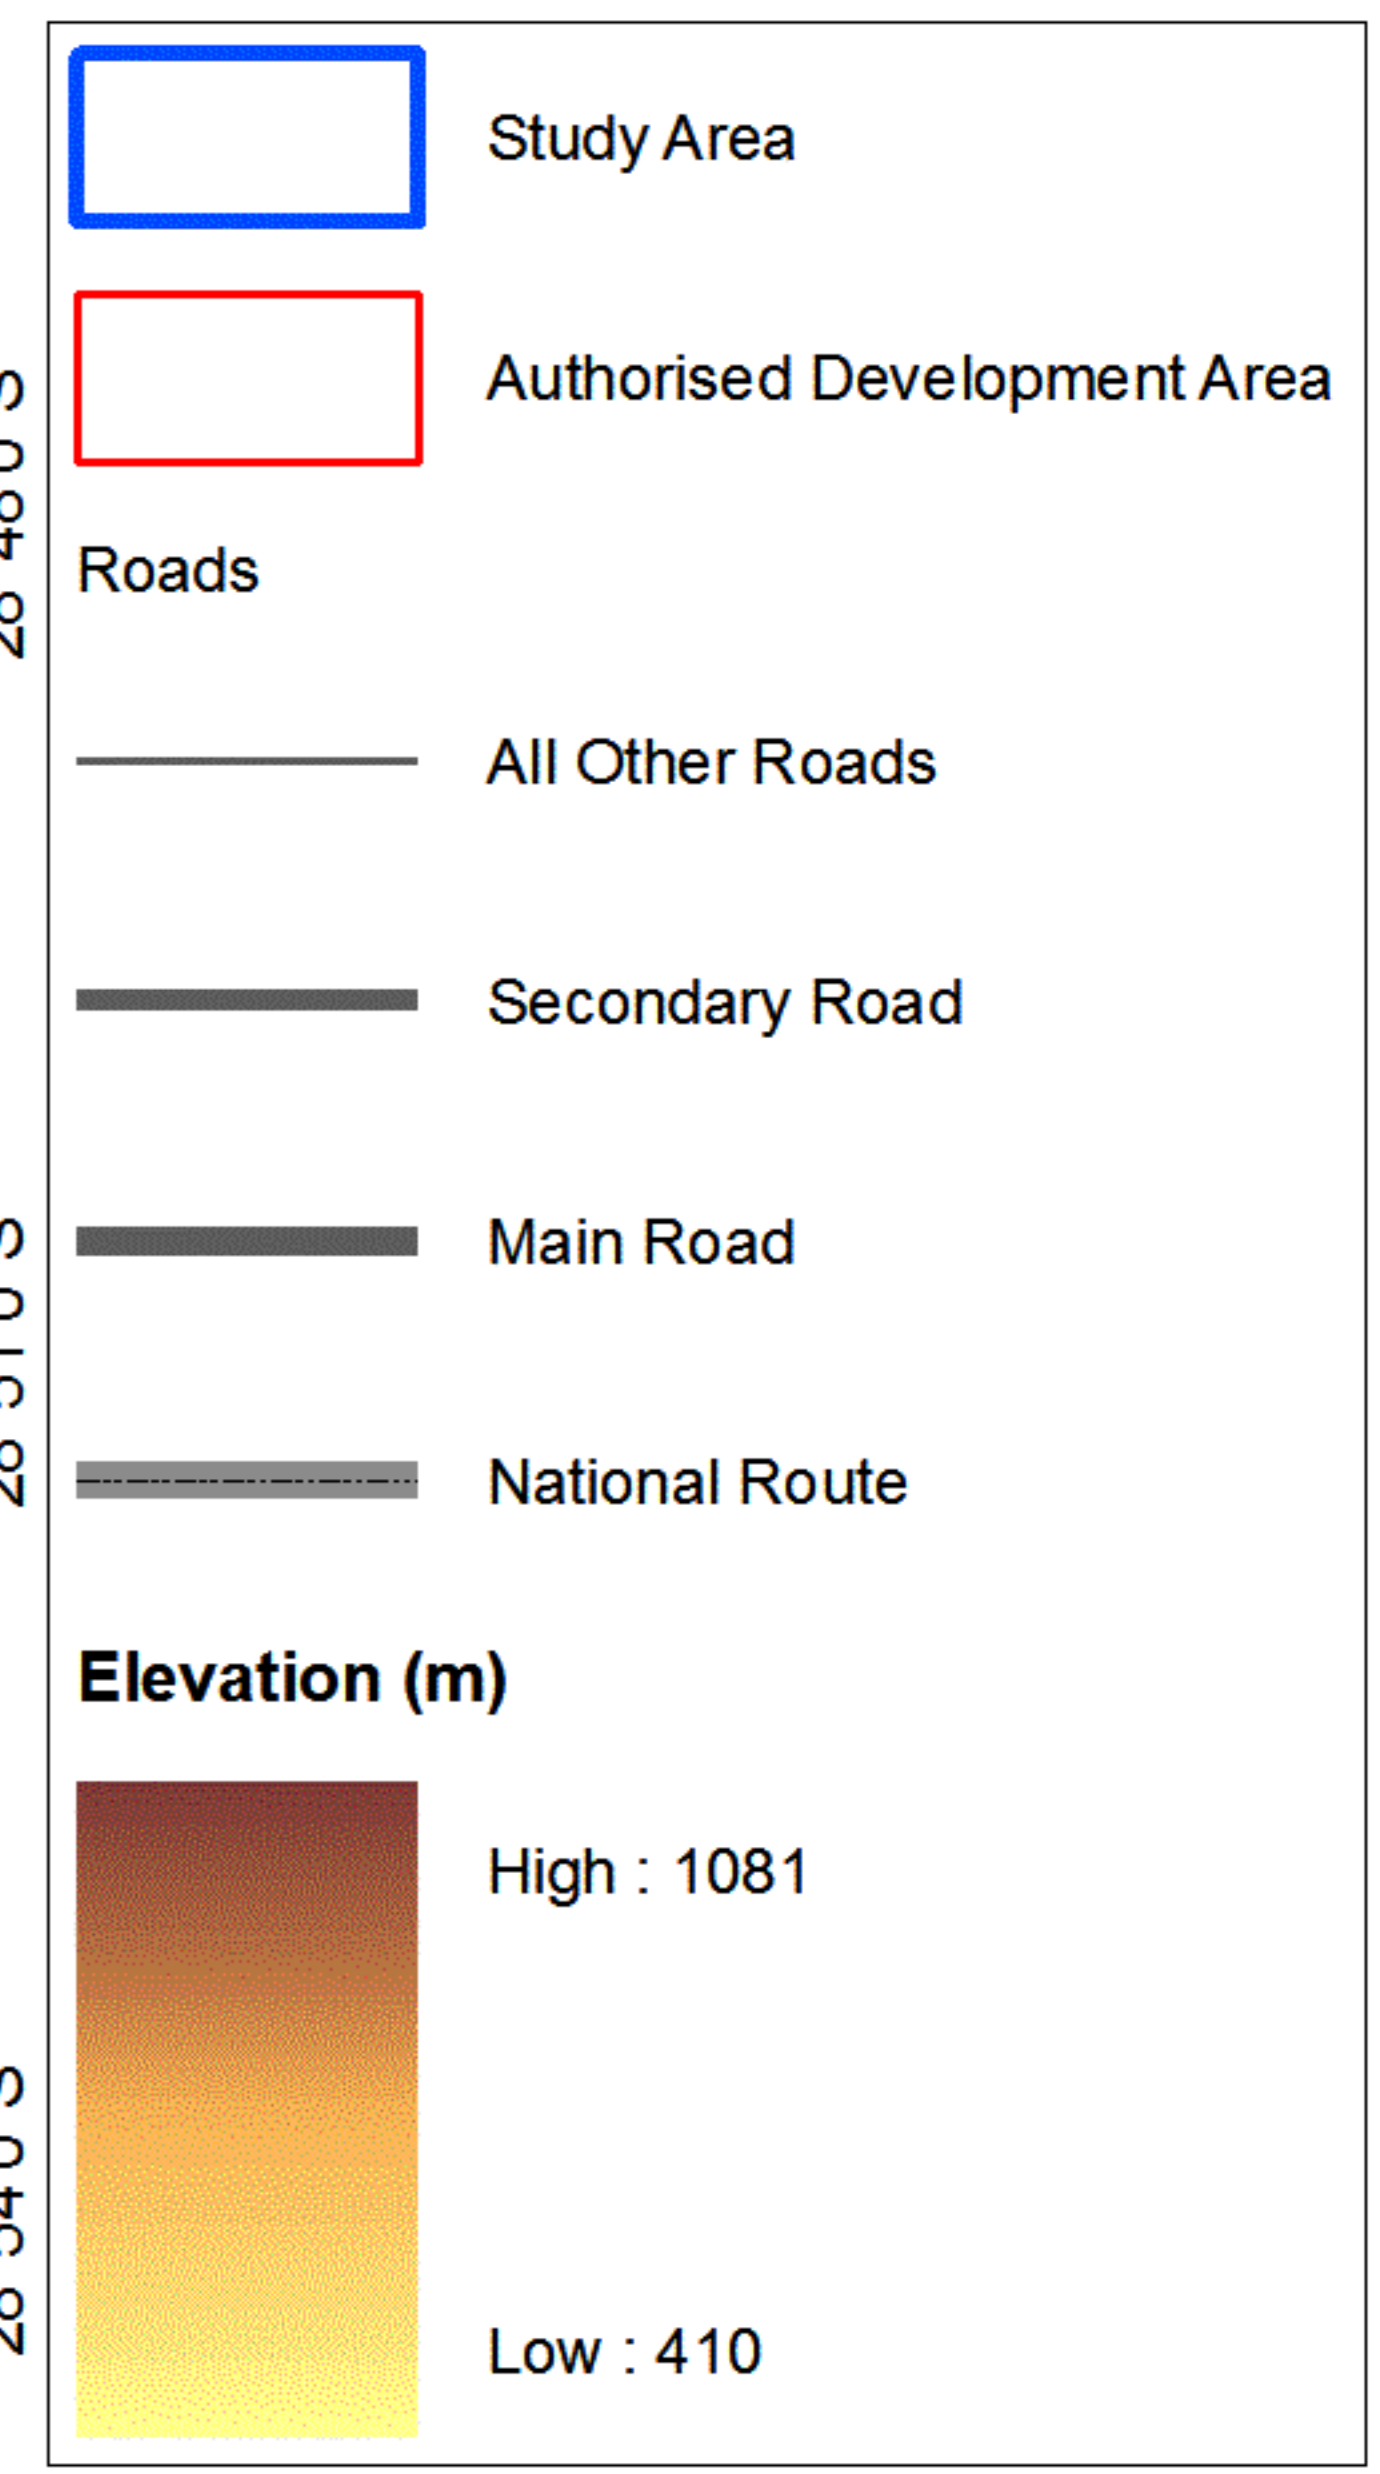 Study Area
Authorised Development Area
Roads
All Other Roads
Secondary Road
Main Road
National Route
Elevation (m)
High : 1081
Low : 410